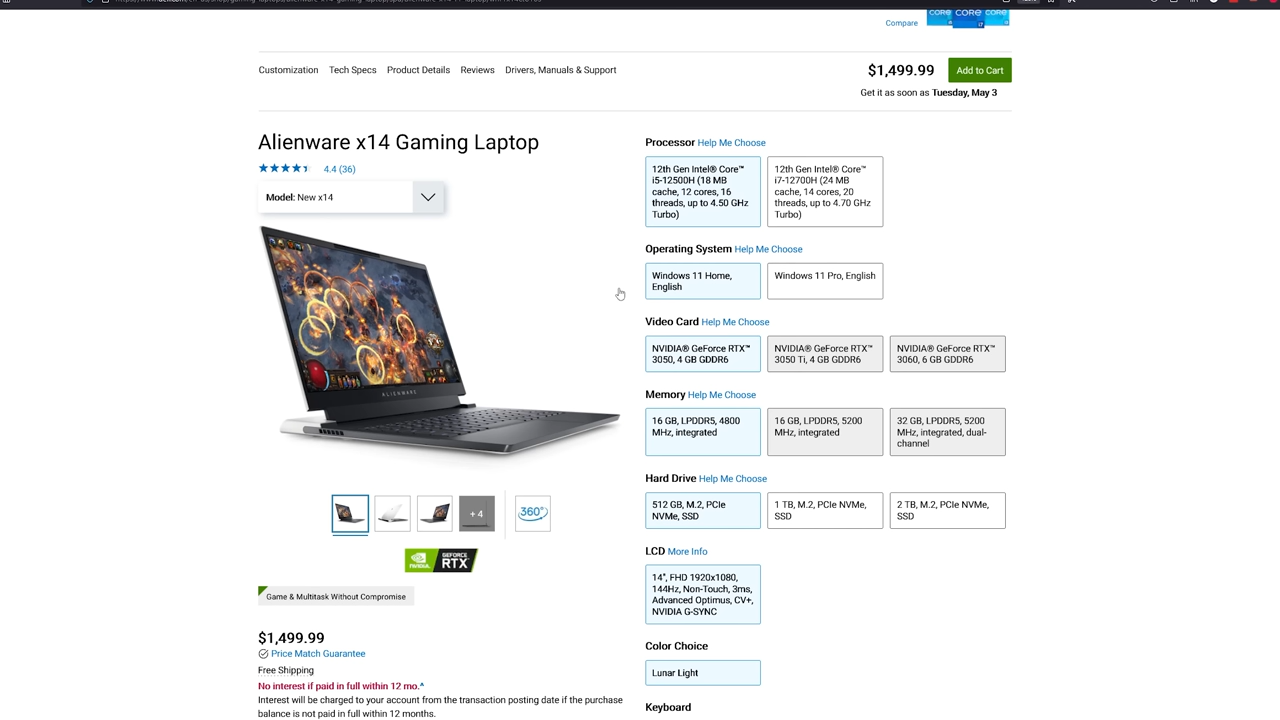 Compare
core core core
Customization Tech Specs Product Details Reviews Drivers, Manuals & Support
$1,499.99 Add to Cart
Get it as soon as Tuesday, May 3
Alienware x14 Gaming Laptop
4.4 (36)
Model: New x14
ALIENWARE
+ 4
360°
NVIDIA GEFORCE RTX
Game & Multitask Without Compromise
$1,499.99
Price Match Guarantee
Free Shipping
No interest if paid in full within 12 mo.^
Interest will be charged to your account from the transaction posting date if the purchase
balance is not paid in full within 12 months.
Processor Help Me Choose
12th Gen Intel® Core™
i5-12500H (18 MB
cache, 12 cores, 16
threads, up to 4.50 GHz
Turbo)
12th Gen Intel® Core™
i7-12700H (24 MB
cache, 14 cores, 20
threads, up to 4.70 GHz
Turbo)
Operating System Help Me Choose
Windows 11 Home,
English
Windows 11 Pro, English
Video Card Help Me Choose
NVIDIA® GeForce RTX™
3050, 4 GB GDDR6
NVIDIA® GeForce RTX™
3050 Ti, 4 GB GDDR6
NVIDIA® GeForce RTX™
3060, 6 GB GDDR6
Memory Help Me Choose
16 GB, LPDDR5, 4800
MHz, integrated
16 GB, LPDDR5, 5200
MHz, integrated
32 GB, LPDDR5, 5200
MHz, integrated, dual-
channel
Hard Drive Help Me Choose
512 GB, M.2, PCIe
NVMe, SSD
1 TB, M.2, PCIe NVMe,
SSD
2 TB, M.2, PCIe NVMe,
SSD
LCD More Info
14", FHD 1920x1080,
144Hz, Non-Touch, 3ms,
Advanced Optimus, CV+,
NVIDIA G-SYNC
Color Choice
Lunar Light
Keyboard